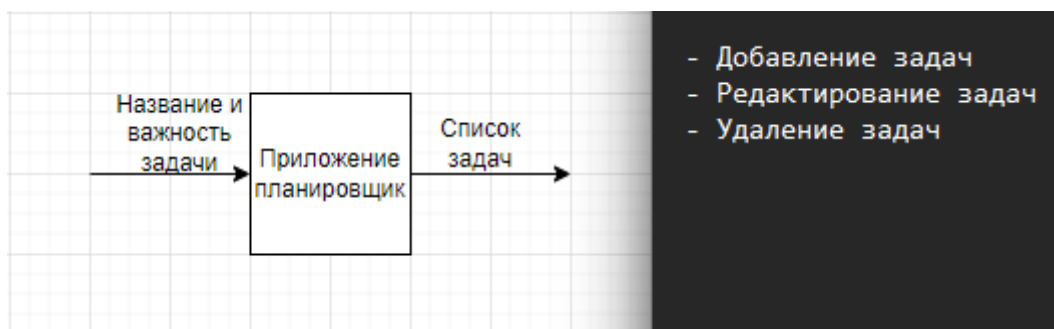 Название и
важность
задачи
Приложение
планировщик
Список
задач
- Добавление задач
- Редактирование задач
- Удаление задач